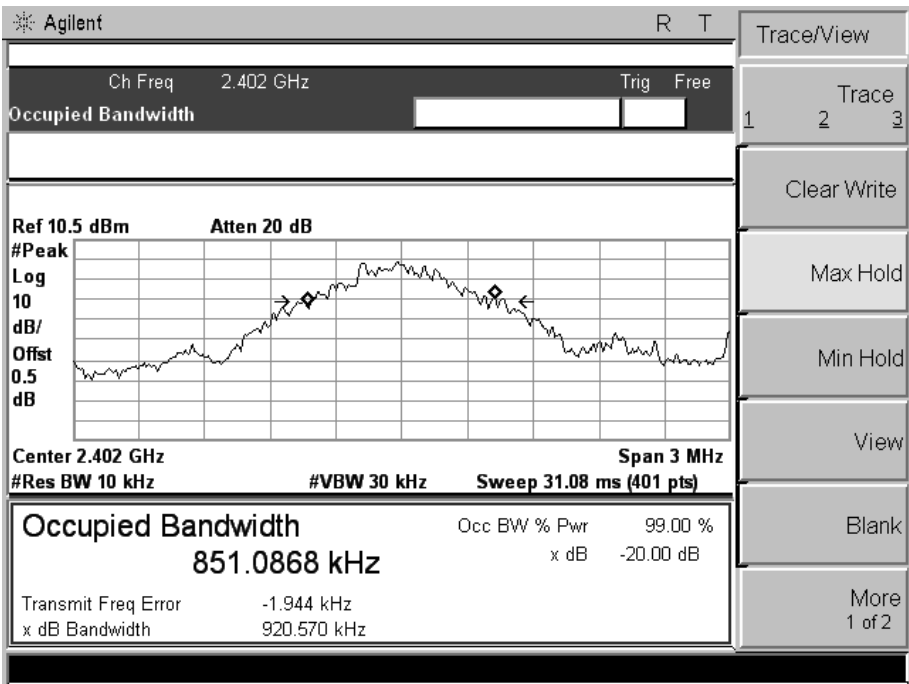 Agilent R T
Trace/View
Ch Freq 2.402 GHz Trig Free
Occupied Bandwidth
Trace
1 2 3
Clear Write
Ref 10.5 dBm Atten 20 dB
#Peak
Log
10
dB/
Offst
0.5
dB
Max Hold
Min Hold
Center 2.402 GHz Span 3 MHz
#Res BW 10 kHz #VBW 30 kHz Sweep 31.08 ms (401 pts)
View
Occupied Bandwidth Occ BW % Pwr 99.00 %
851.0868 kHz x dB -20.00 dB
Blank
Transmit Freq Error -1.944 kHz
x dB Bandwidth 920.570 kHz
More
1 of 2